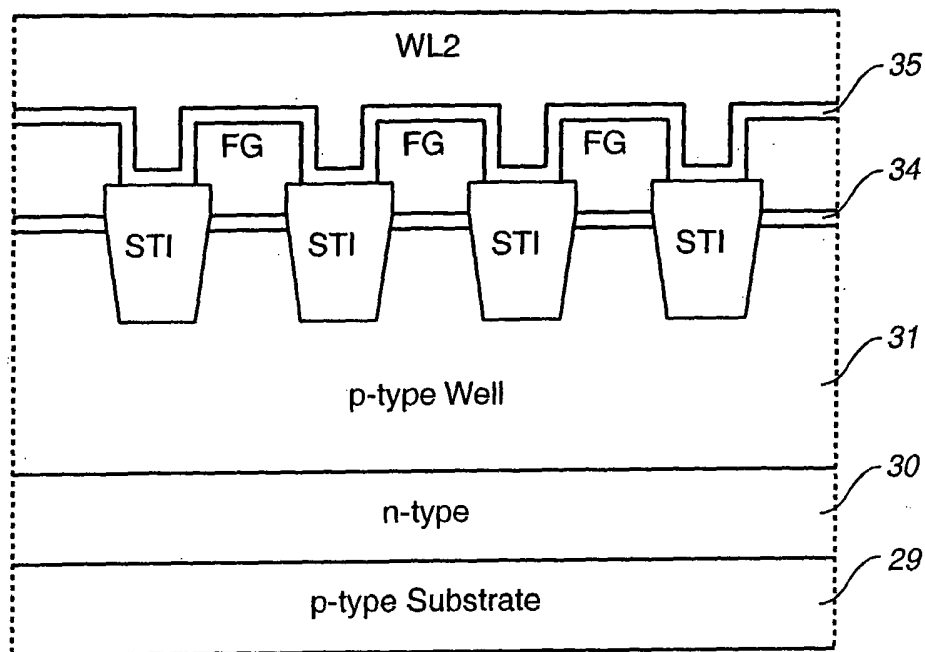 WL2
35
FG FG FG
34
STI STI STI STI
31
p-type Well
30
n-type
29
p-type Substrate